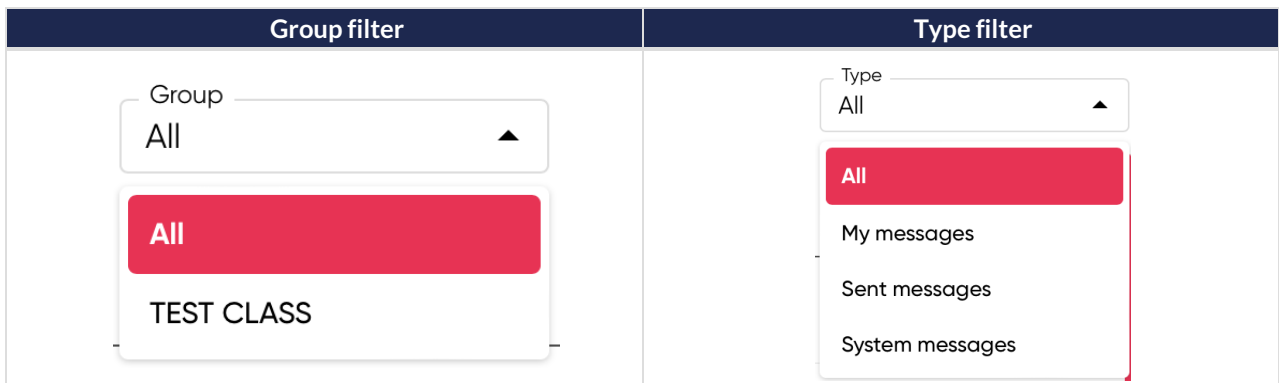 Group filter
Type filter
Group
All
All
TEST CLASS
Type
All
All
My messages
Sent messages
System messages